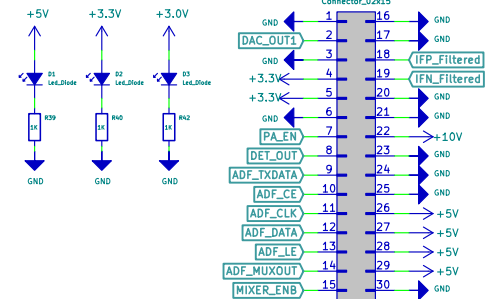 +5V +3.3V +3.0V
D1 Led_Diode D2 Led_Diode D3 Led_Diode
R39 1K R40 1K R42 1K
GND GND GND
Connector_02x15
GND 1 16 GND
DAC_OUT1 2 17 GND
GND 3 18 IFP_Filtered
+3.3V 4 19 IFN_Filtered
+3.3V 5 20 GND
GND 6 21 GND
PA_EN 7 22 +10V
DET_OUT 8 23 GND
ADF_TXDATA 9 24 GND
ADF_CE 10 25 GND
ADF_CLK 11 26 +5V
ADF_DATA 12 27 +5V
ADF_LE 13 28 +5V
ADF_MUXOUT 14 29 +5V
MIXER_ENB 15 30 GND